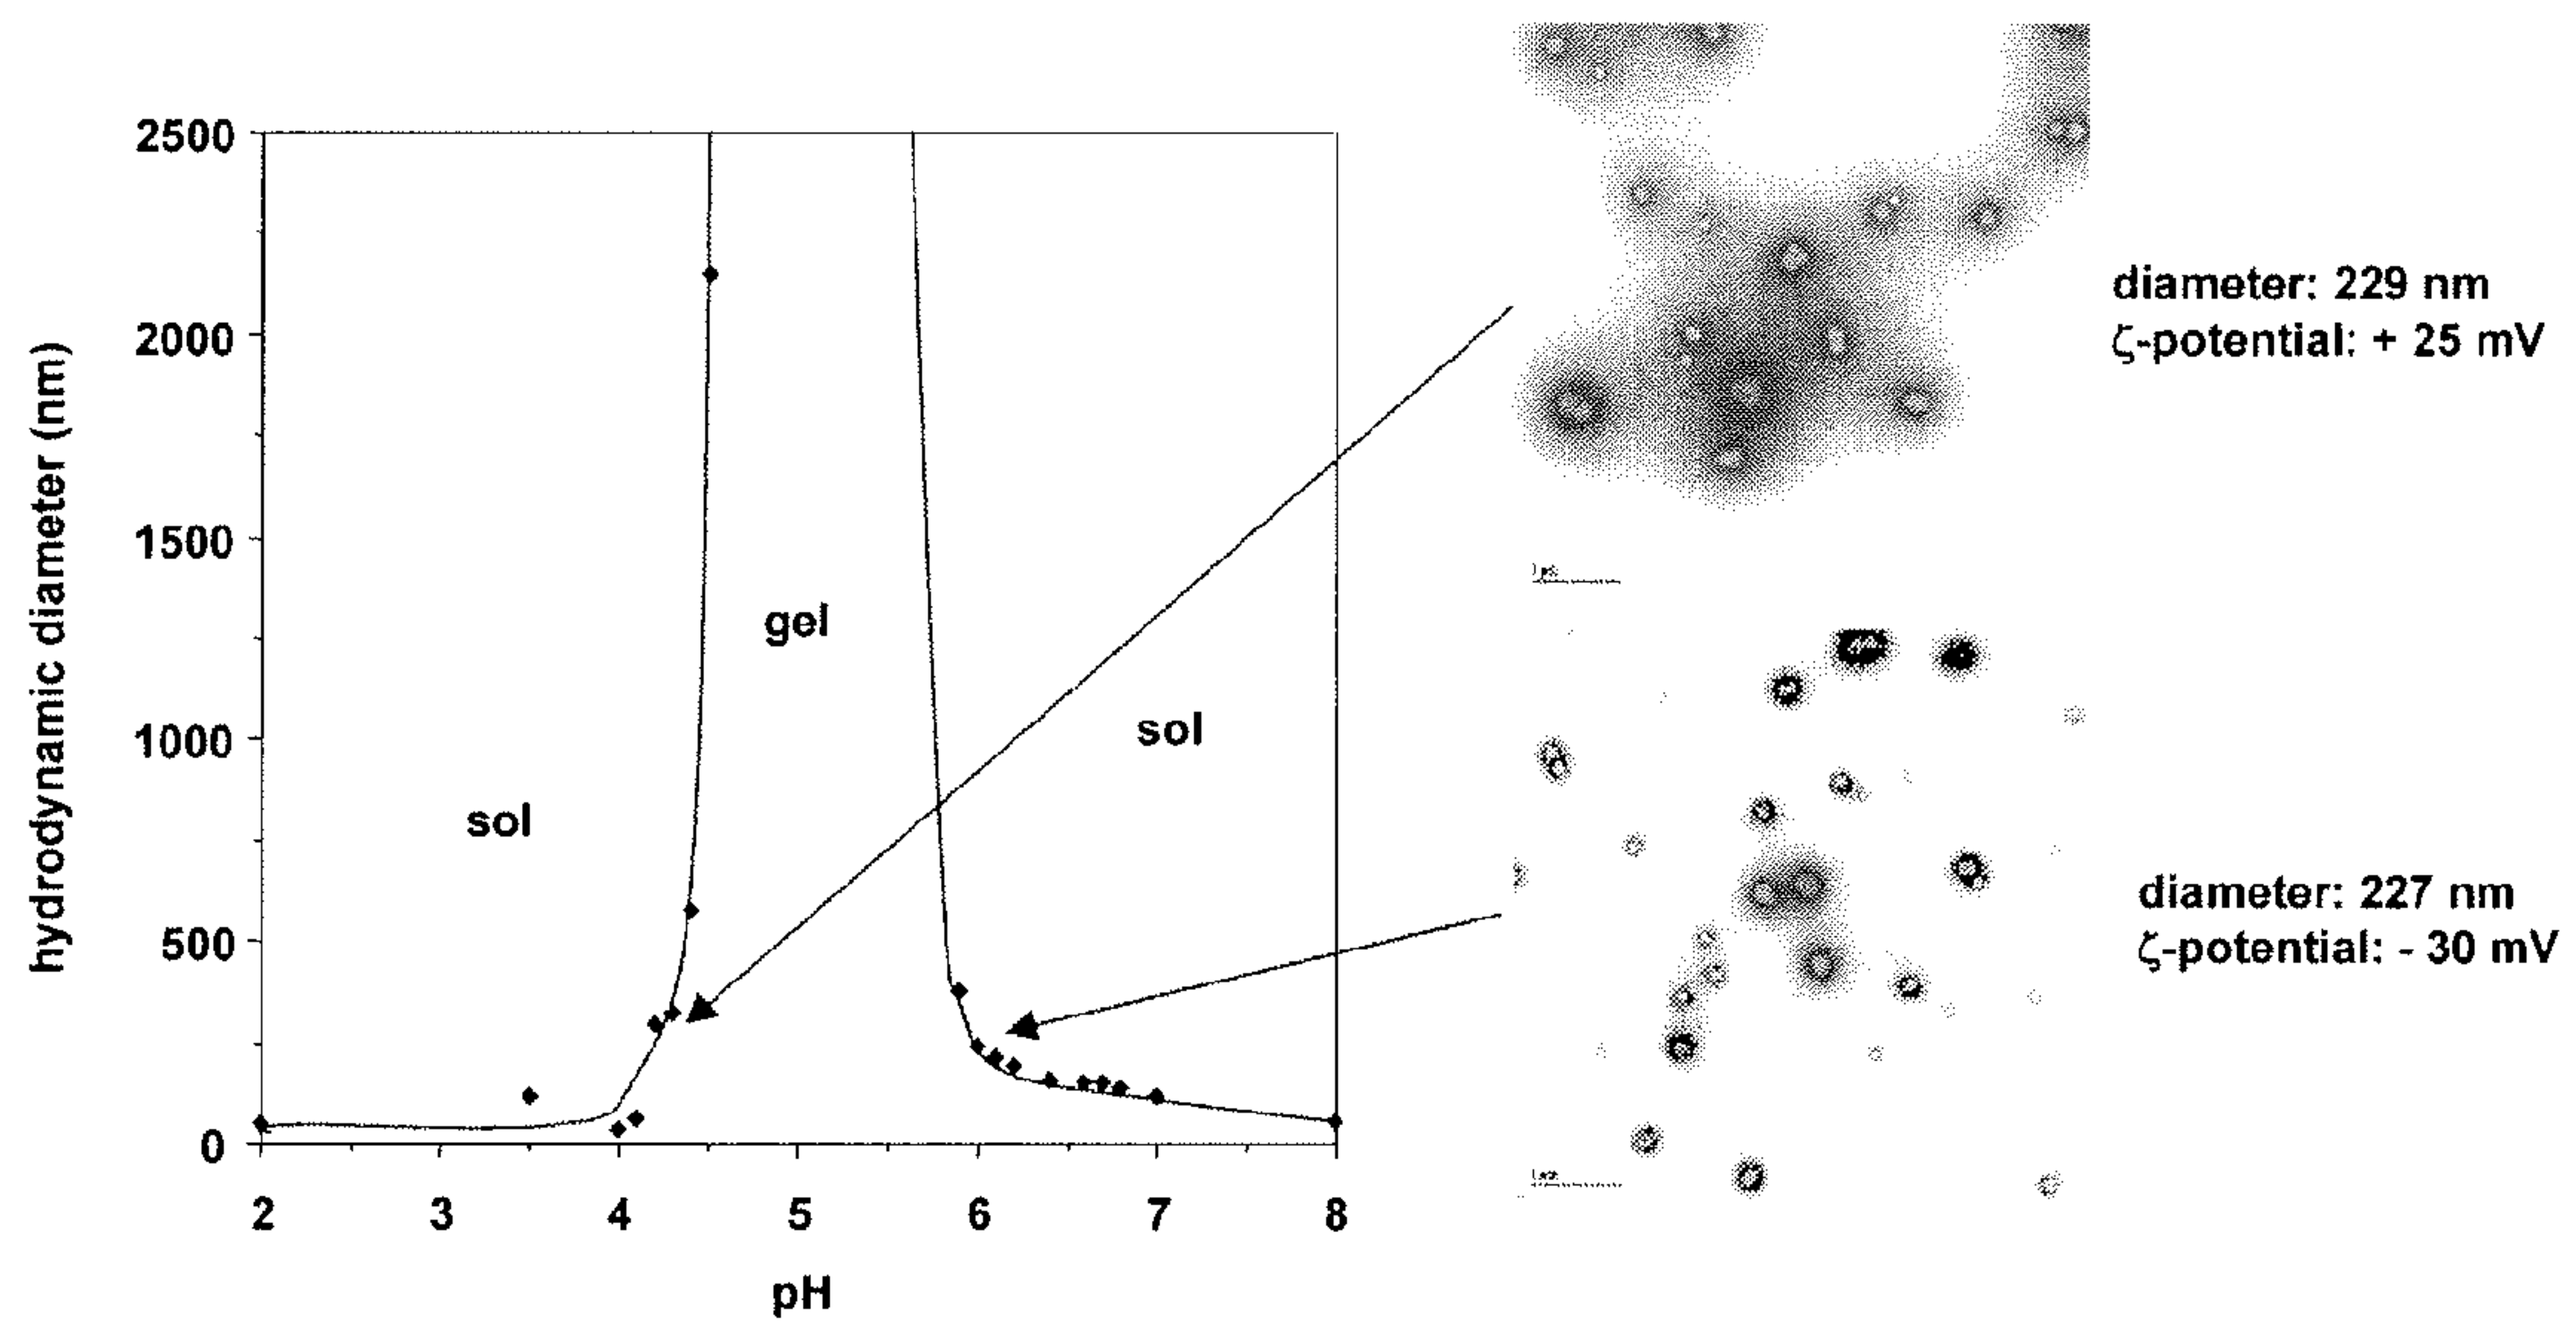 2500
2000
1500
1000
500
0
hydrodynamic diameter (nm)
2
3
4
5
6
7
8
pH
sol
gel
sol
diameter: 229 nm
ζ-potential: + 25 mV
diameter: 227 nm
ζ-potential: - 30 mV